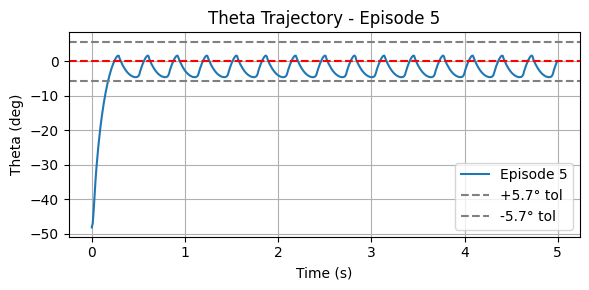 Theta Trajectory - Episode 5
Theta (deg)
0
−10
−20
−30
−40
−50
Episode 5
+5.7° tol
-5.7° tol
0
1
2
3
4
5
Time (s)